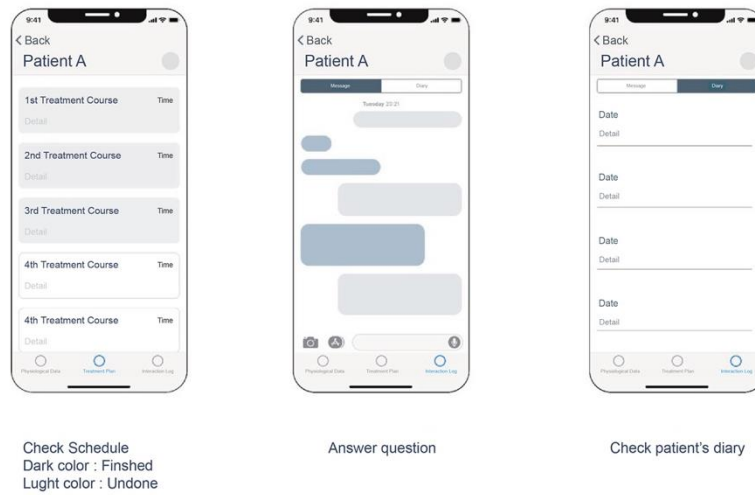 9:41
Back
Patient A
1st Treatment Course Time
Detail
2nd Treatment Course Time
Detail
3rd Treatment Course Time
Detail
4th Treatment Course Time
Detail
4th Treatment Course Time
Detail
Physiological Data Treatment Plan Interaction Log
Check Schedule
Dark color : Finshed
Lught color : Undone
9:41
Back
Patient A
Message Diary
Tuesday 20:21
Physiological Data Treatment Plan Interaction Log
Answer question
9:41
Back
Patient A
Message Diary
Date
Detail
Date
Detail
Date
Detail
Date
Detail
Physiological Data Treatment Plan Interaction Log
Check patient's diary